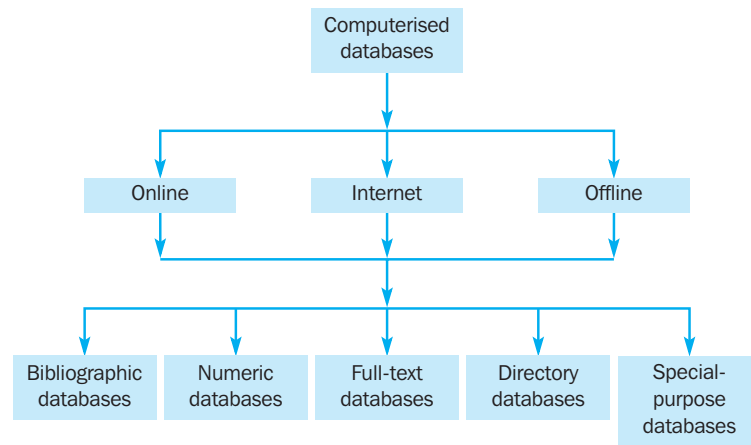 Computerised
databases
Online
Internet
Offline
Bibliographic
databases
Numeric
databases
Full-text
databases
Directory
databases
Special-
purpose
databases